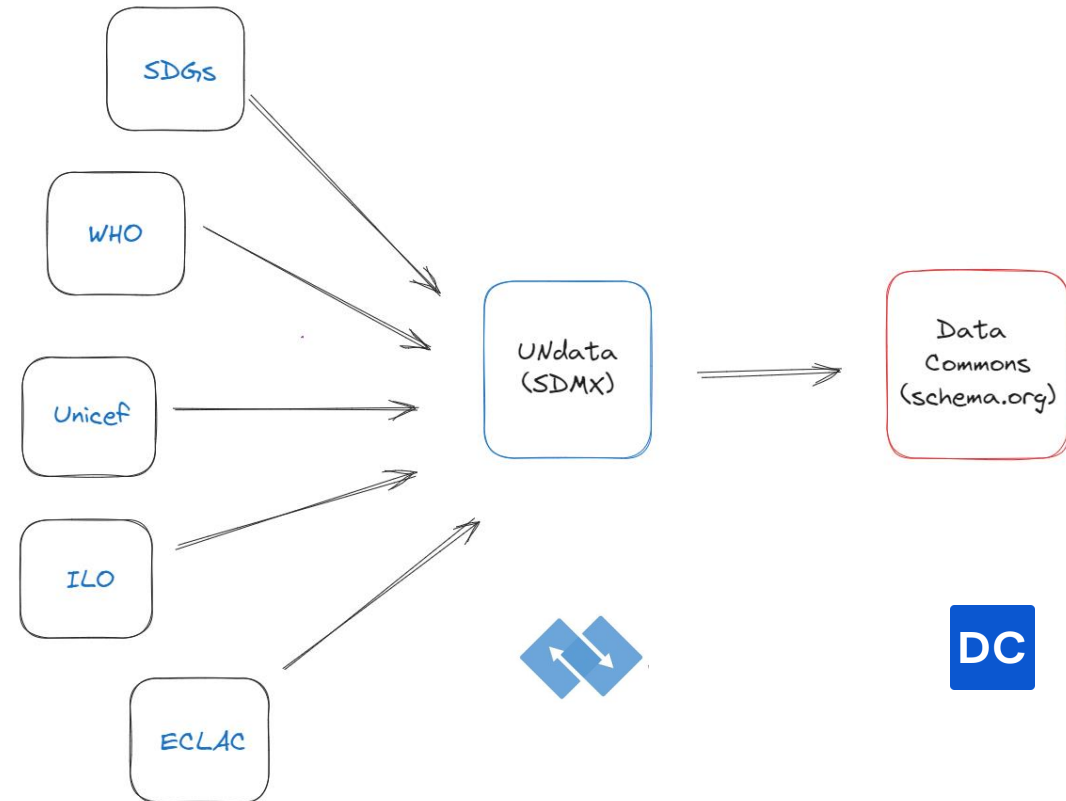 SDGs
WHO
Unicef
ILO
ECLAC
UNdata
(SDMX)
Data
Commons
(schema.org)
DC